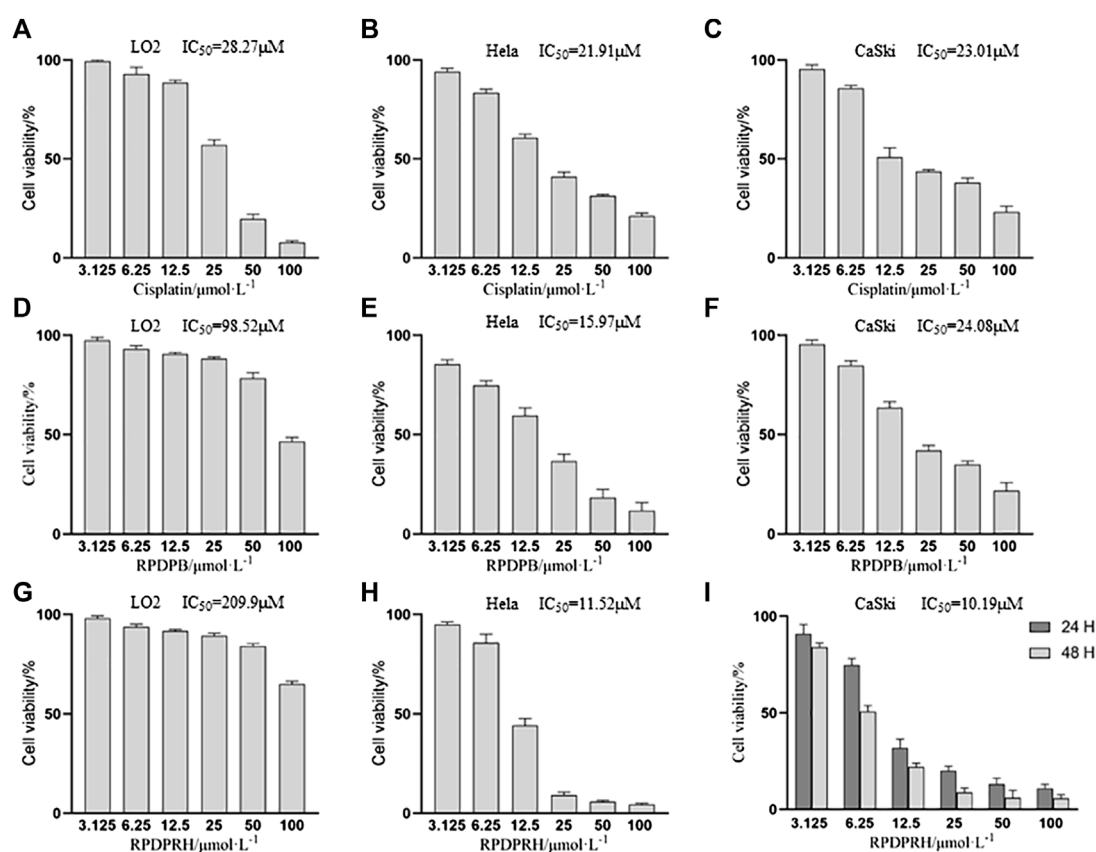 A
LO2 IC₅₀=28.27μM
Cell viability/%
100
50
0
3.125 6.25 12.5 25 50 100
Cisplatin/μmol·L⁻¹
B
Hela IC₅₀=21.91μM
Cell viability/%
100
50
0
3.125 6.25 12.5 25 50 100
Cisplatin/μmol·L⁻¹
C
CaSki IC₅₀=23.01μM
Cell viability/%
100
50
0
3.125 6.25 12.5 25 50 100
Cisplatin/μmol·L⁻¹
D
LO2 IC₅₀=98.52μM
Cell viability/%
100
50
0
3.125 6.25 12.5 25 50 100
RPDPB/μmol·L⁻¹
E
Hela IC₅₀=15.97μM
Cell viability/%
100
50
0
3.125 6.25 12.5 25 50 100
RPDPB/μmol·L⁻¹
F
CaSki IC₅₀=24.08μM
Cell viability/%
100
50
0
3.125 6.25 12.5 25 50 100
RPDPB/μmol·L⁻¹
G
LO2 IC₅₀=209.9μM
Cell viability/%
100
50
0
3.125 6.25 12.5 25 50 100
RPDPRH/μmol·L⁻¹
H
Hela IC₅₀=11.52μM
Cell viability/%
100
50
0
3.125 6.25 12.5 25 50 100
RPDPRH/μmol·L⁻¹
I
CaSki IC₅₀=10.19μM
24 H
48 H
Cell viability/%
100
50
0
3.125 6.25 12.5 25 50 100
RPDPRH/μmol·L⁻¹